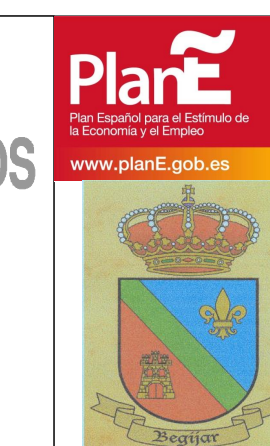 PlanE
Plan Español para el Estímulo de
la Economía y el Empleo
OS
www.planE.gob.es
Begíjar